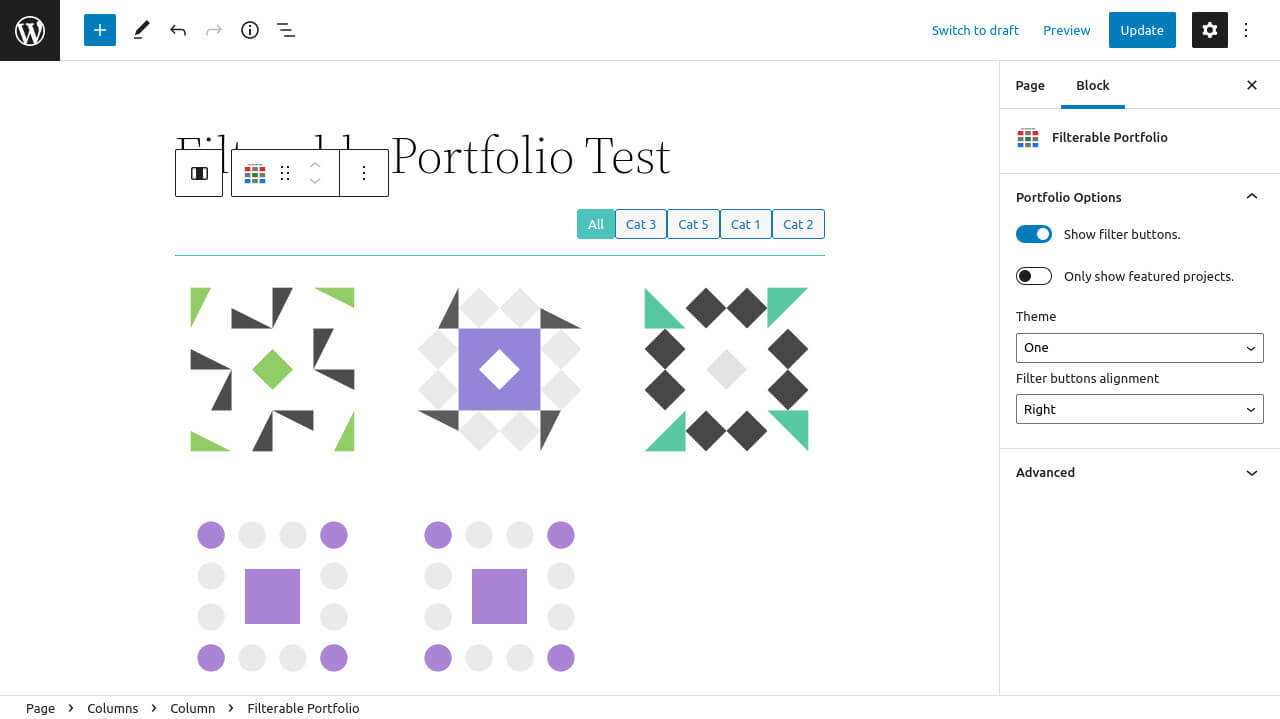 Switch to draft
Preview
Update
Page
Block
Filterable Portfolio
Filterable Portfolio Test
All
Cat 3
Cat 5
Cat 1
Cat 2
Portfolio Options
Show filter buttons.
Only show featured projects.
Theme
One
Filter buttons alignment
Right
Advanced
Page
Columns
Column
Filterable Portfolio